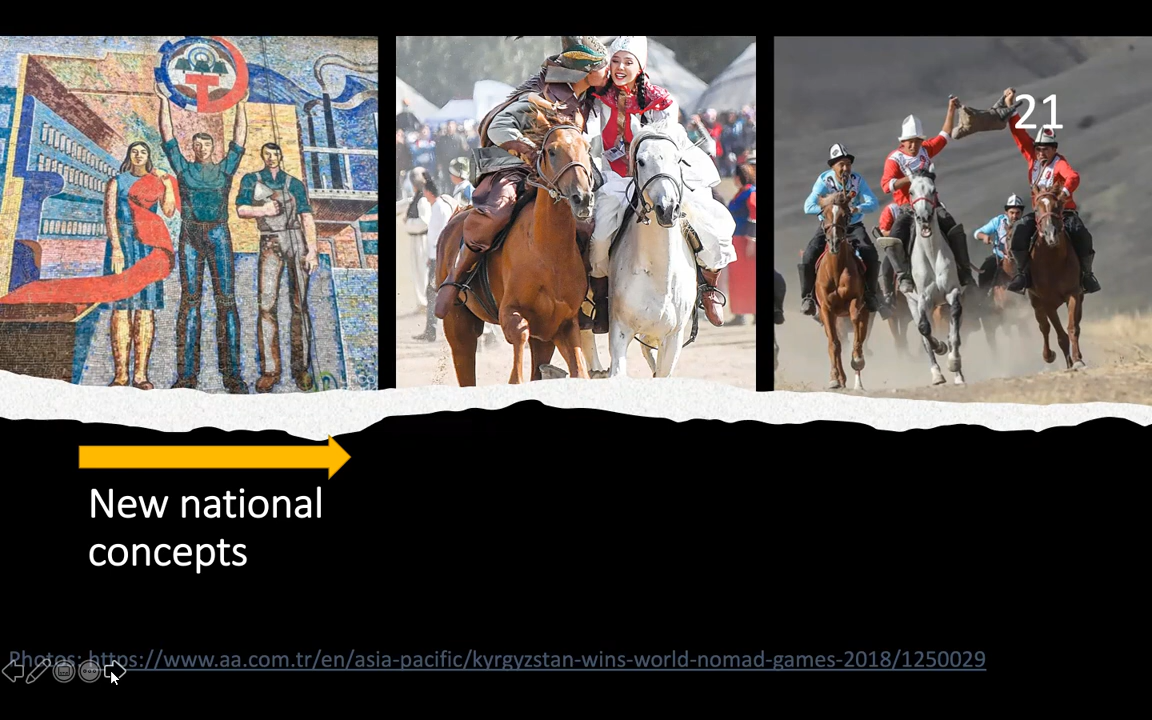 21
New national
concepts
Photos: https://www.aa.com.tr/en/asia-pacific/kyrgyzstan-wins-world-nomad-games-2018/1250029